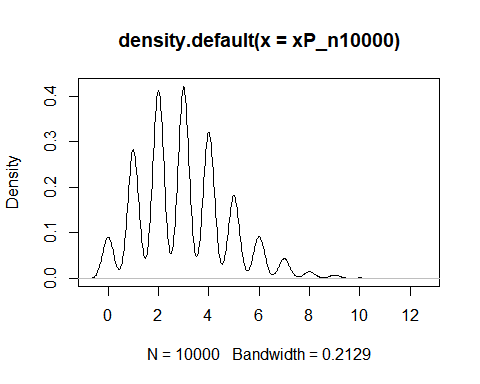 density.default(x = xP_n10000)
Density
0.0 0.1 0.2 0.3 0.4
0 2 4 6 8 10 12
N = 10000 Bandwidth = 0.2129